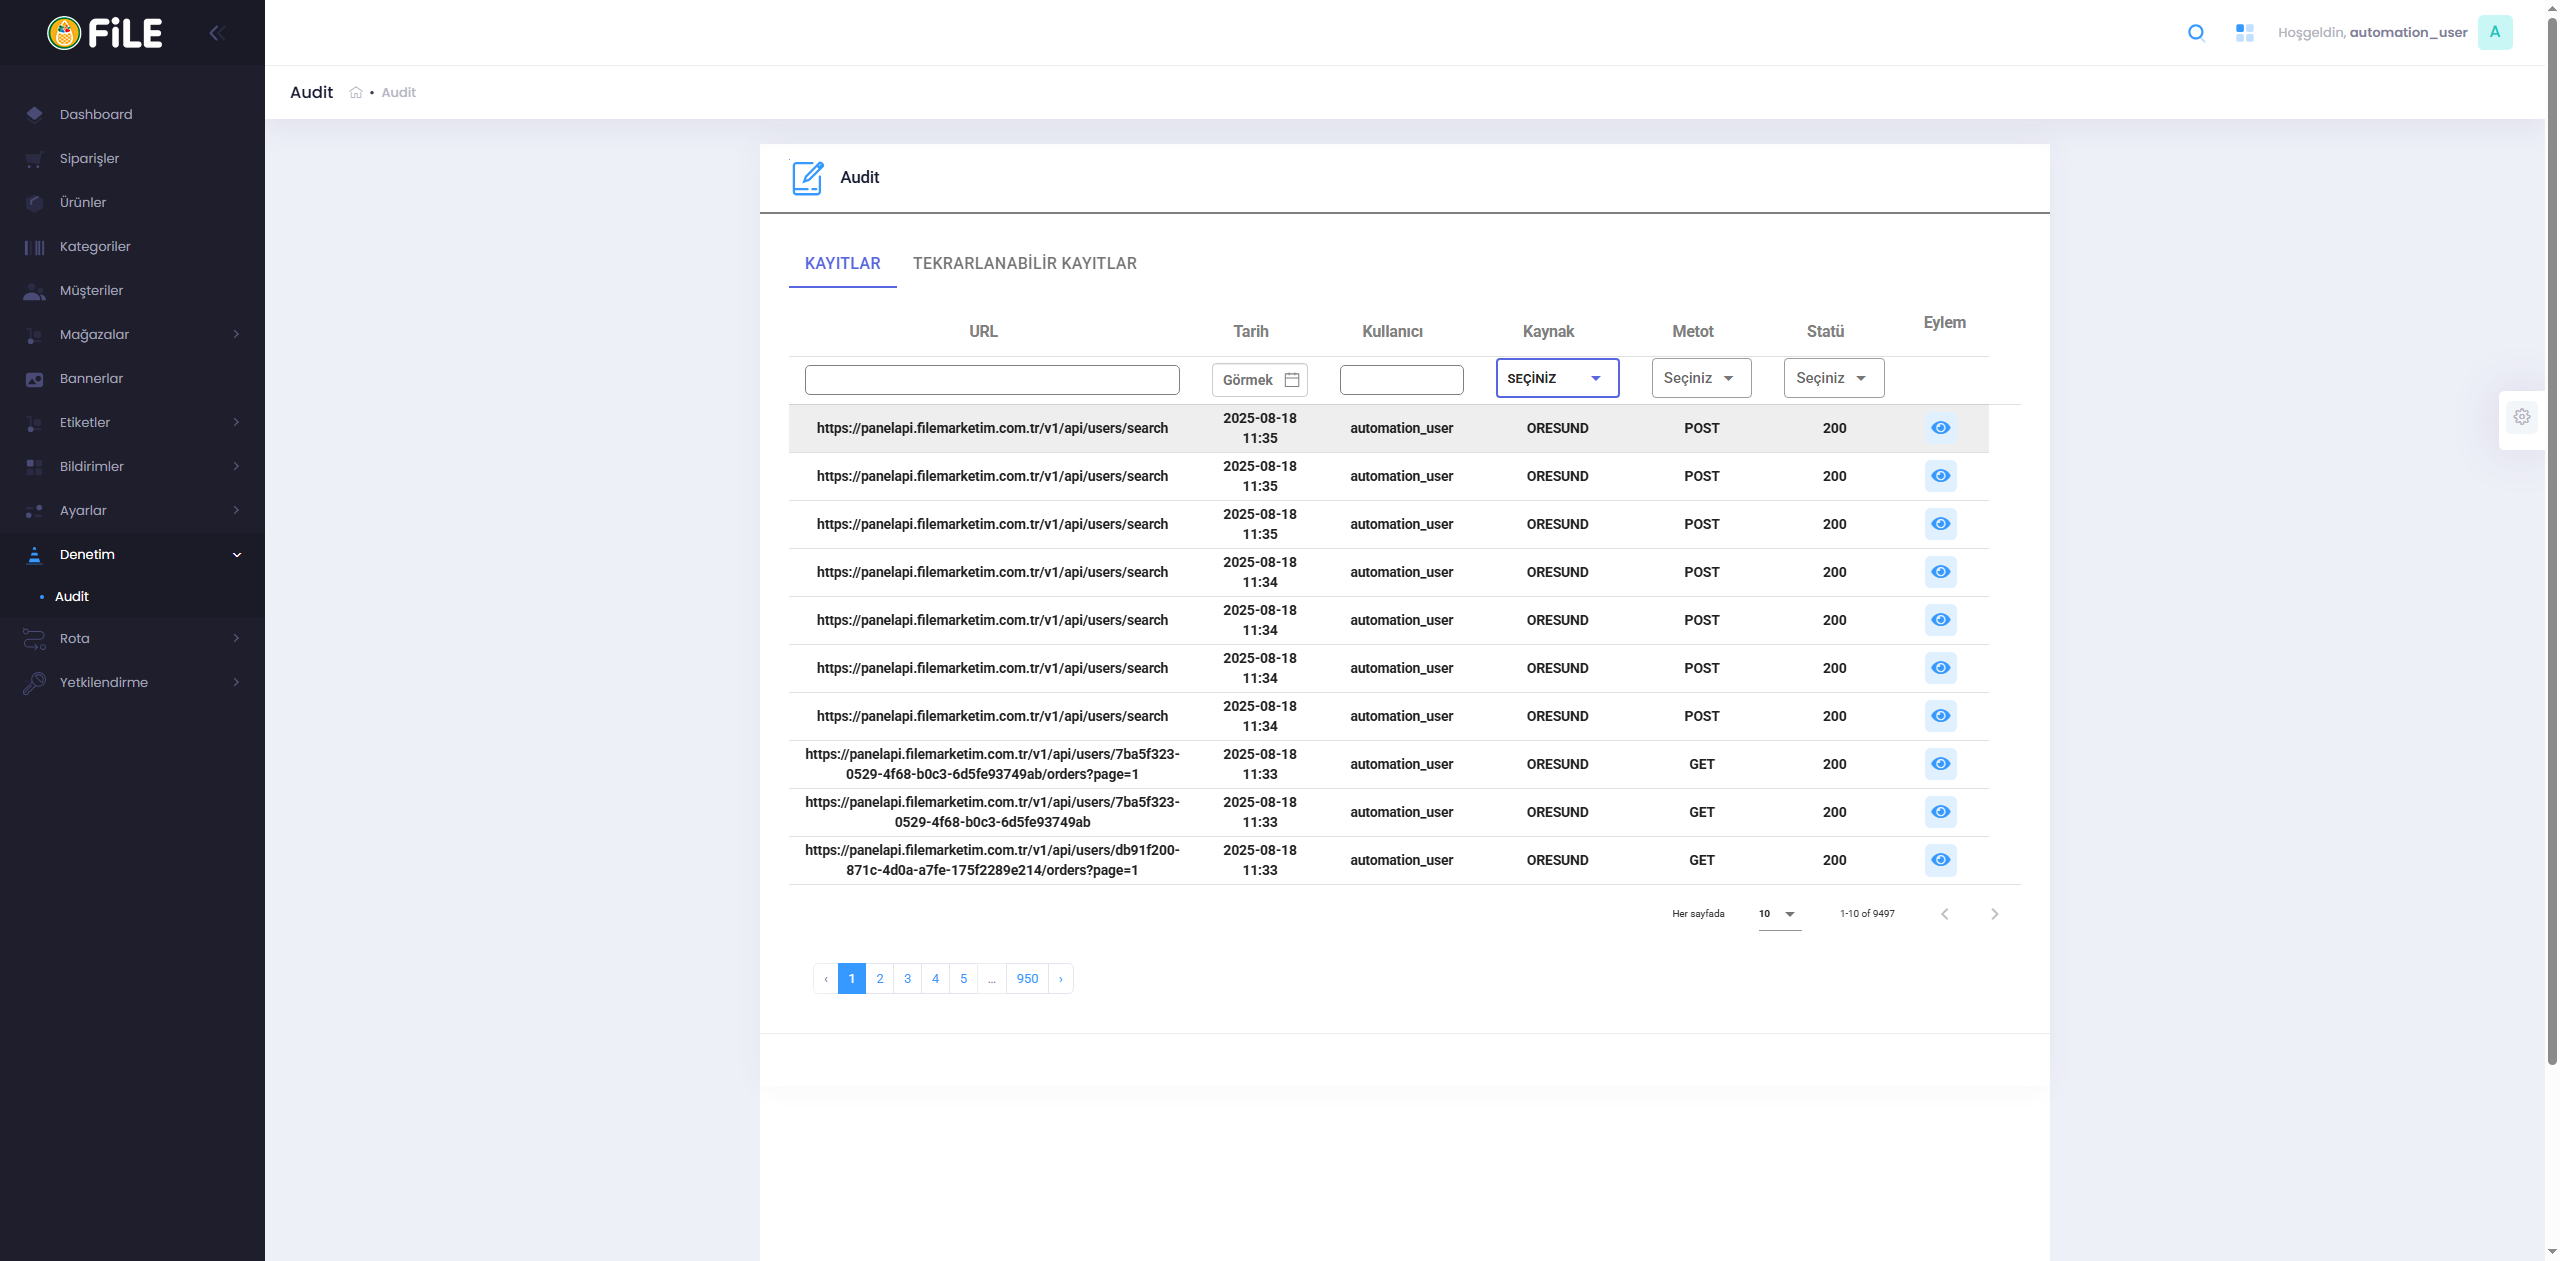 FiLE
Hoşgeldin, automation_user A
Audit • Audit
Dashboard
Siparişler
Ürünler
Kategoriler
Müşteriler
Mağazalar
Bannerlar
Etiketler
Bildirimler
Ayarlar
Denetim
• Audit
Rota
Yetkilendirme
Audit
KAYITLAR TEKRARLANABİLİR KAYITLAR
URL Tarih Kullanıcı Kaynak Metot Statü Eylem
Görmek SEÇİNİZ Seçiniz Seçiniz
https://panelapi.filemarketim.com.tr/v1/api/users/search 2025-08-18 11:35 automation_user ORESUND POST 200
https://panelapi.filemarketim.com.tr/v1/api/users/search 2025-08-18 11:35 automation_user ORESUND POST 200
https://panelapi.filemarketim.com.tr/v1/api/users/search 2025-08-18 11:35 automation_user ORESUND POST 200
https://panelapi.filemarketim.com.tr/v1/api/users/search 2025-08-18 11:34 automation_user ORESUND POST 200
https://panelapi.filemarketim.com.tr/v1/api/users/search 2025-08-18 11:34 automation_user ORESUND POST 200
https://panelapi.filemarketim.com.tr/v1/api/users/search 2025-08-18 11:34 automation_user ORESUND POST 200
https://panelapi.filemarketim.com.tr/v1/api/users/search 2025-08-18 11:34 automation_user ORESUND POST 200
https://panelapi.filemarketim.com.tr/v1/api/users/7ba5f323-0529-4f68-b0c3-6d5fe93749ab/orders?page=1 2025-08-18 11:33 automation_user ORESUND GET 200
https://panelapi.filemarketim.com.tr/v1/api/users/7ba5f323-0529-4f68-b0c3-6d5fe93749ab 2025-08-18 11:33 automation_user ORESUND GET 200
https://panelapi.filemarketim.com.tr/v1/api/users/db91f200-871c-4d0a-a7fe-175f2289e214/orders?page=1 2025-08-18 11:33 automation_user ORESUND GET 200
Her sayfada 10 1-10 of 9497
‹ 1 2 3 4 5 ... 950 ›